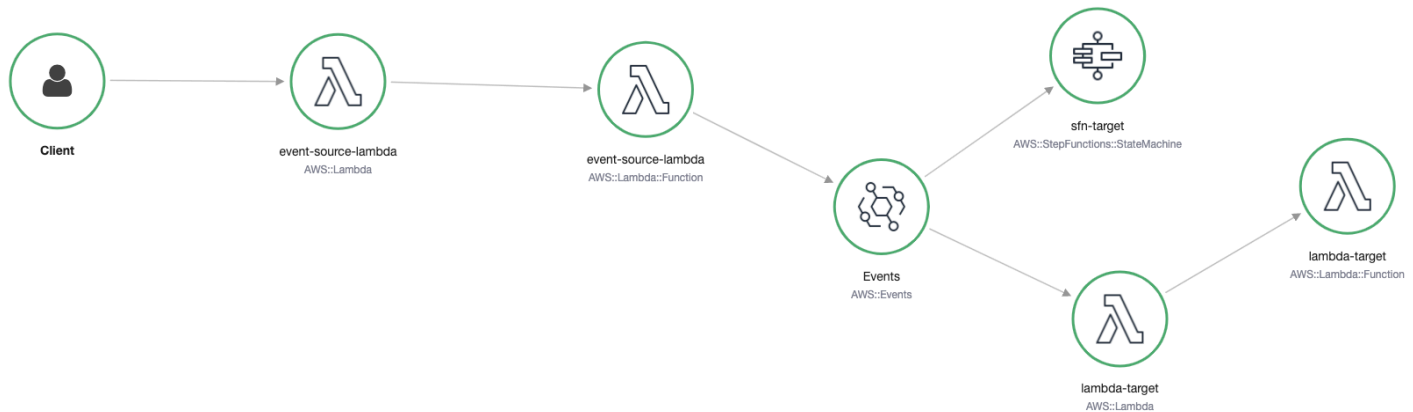 Client
event-source-lambda
AWS::Lambda
event-source-lambda
AWS::Lambda::Function
Events
AWS::Events
sfn-target
AWS::StepFunctions::StateMachine
lambda-target
AWS::Lambda
lambda-target
AWS::Lambda::Function